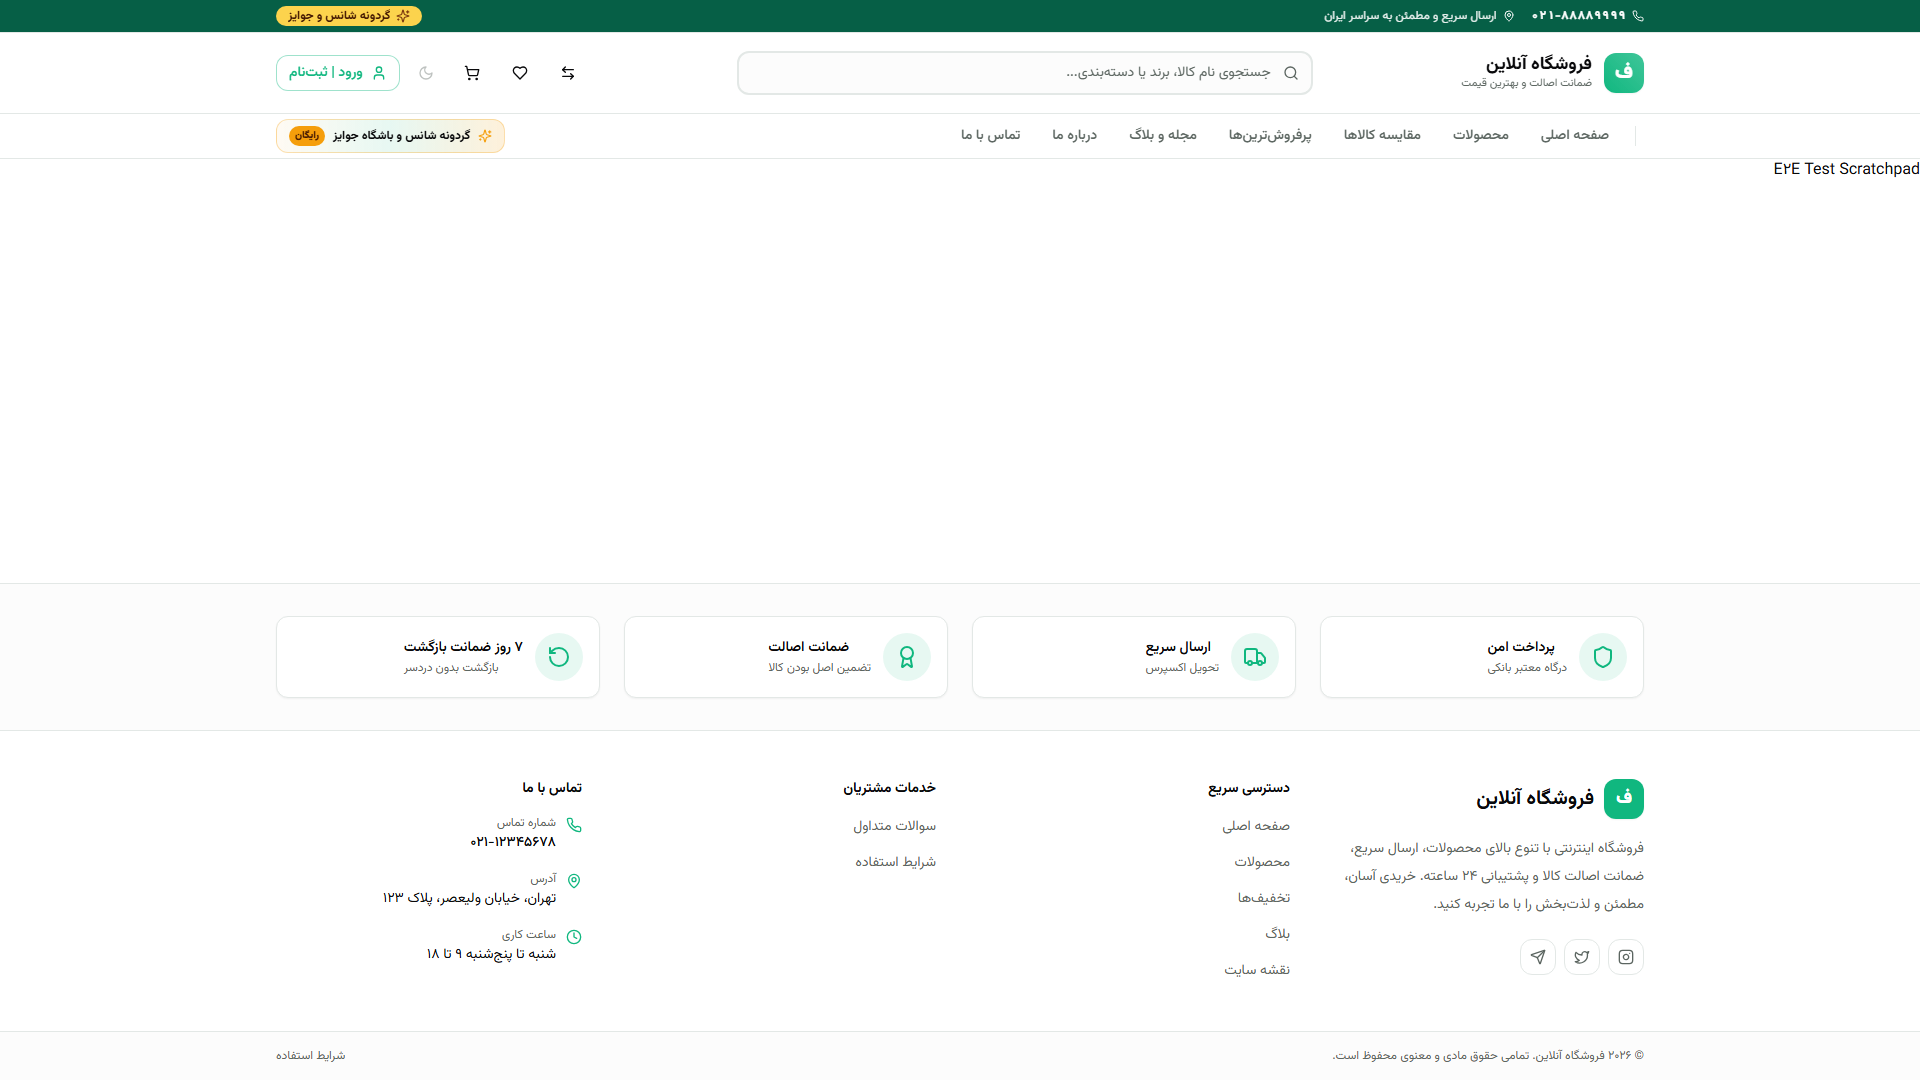 ۰۲۱-۸۸۸۸۹۹۹۹
ارسال سریع و مطمئن به سراسر ایران
گردونه شانس و جوایز
ف
فروشگاه آنلاین
ضمانت اصالت و بهترین قیمت
جستجوی نام کالا، برند یا دسته‌بندی...
ورود | ثبت‌نام
صفحه اصلی
محصولات
مقایسه کالاها
پرفروش‌ترین‌ها
مجله و بلاگ
درباره ما
تماس با ما
گردونه شانس و باشگاه جوایز
رایگان
E۲E Test Scratchpad
پرداخت امن
درگاه معتبر بانکی
ارسال سریع
تحویل اکسپرس
ضمانت اصالت
تضمین اصل بودن کالا
۷ روز ضمانت بازگشت
بازگشت بدون دردسر
ف
فروشگاه آنلاین
فروشگاه اینترنتی با تنوع بالای محصولات، ارسال سریع،
ضمانت اصالت کالا و پشتیبانی ۲۴ ساعته. خریدی آسان،
مطمئن و لذت‌بخش را با ما تجربه کنید.
دسترسی سریع
صفحه اصلی
محصولات
تخفیف‌ها
بلاگ
نقشه سایت
خدمات مشتریان
سوالات متداول
شرایط استفاده
تماس با ما
شماره تماس
۰۲۱-۱۲۳۴۵۶۷۸
آدرس
تهران، خیابان ولیعصر، پلاک ۱۲۳
ساعت کاری
شنبه تا پنج‌شنبه ۹ تا ۱۸
© ۲۰۲۶ فروشگاه آنلاین. تمامی حقوق مادی و معنوی محفوظ است.
شرایط استفاده